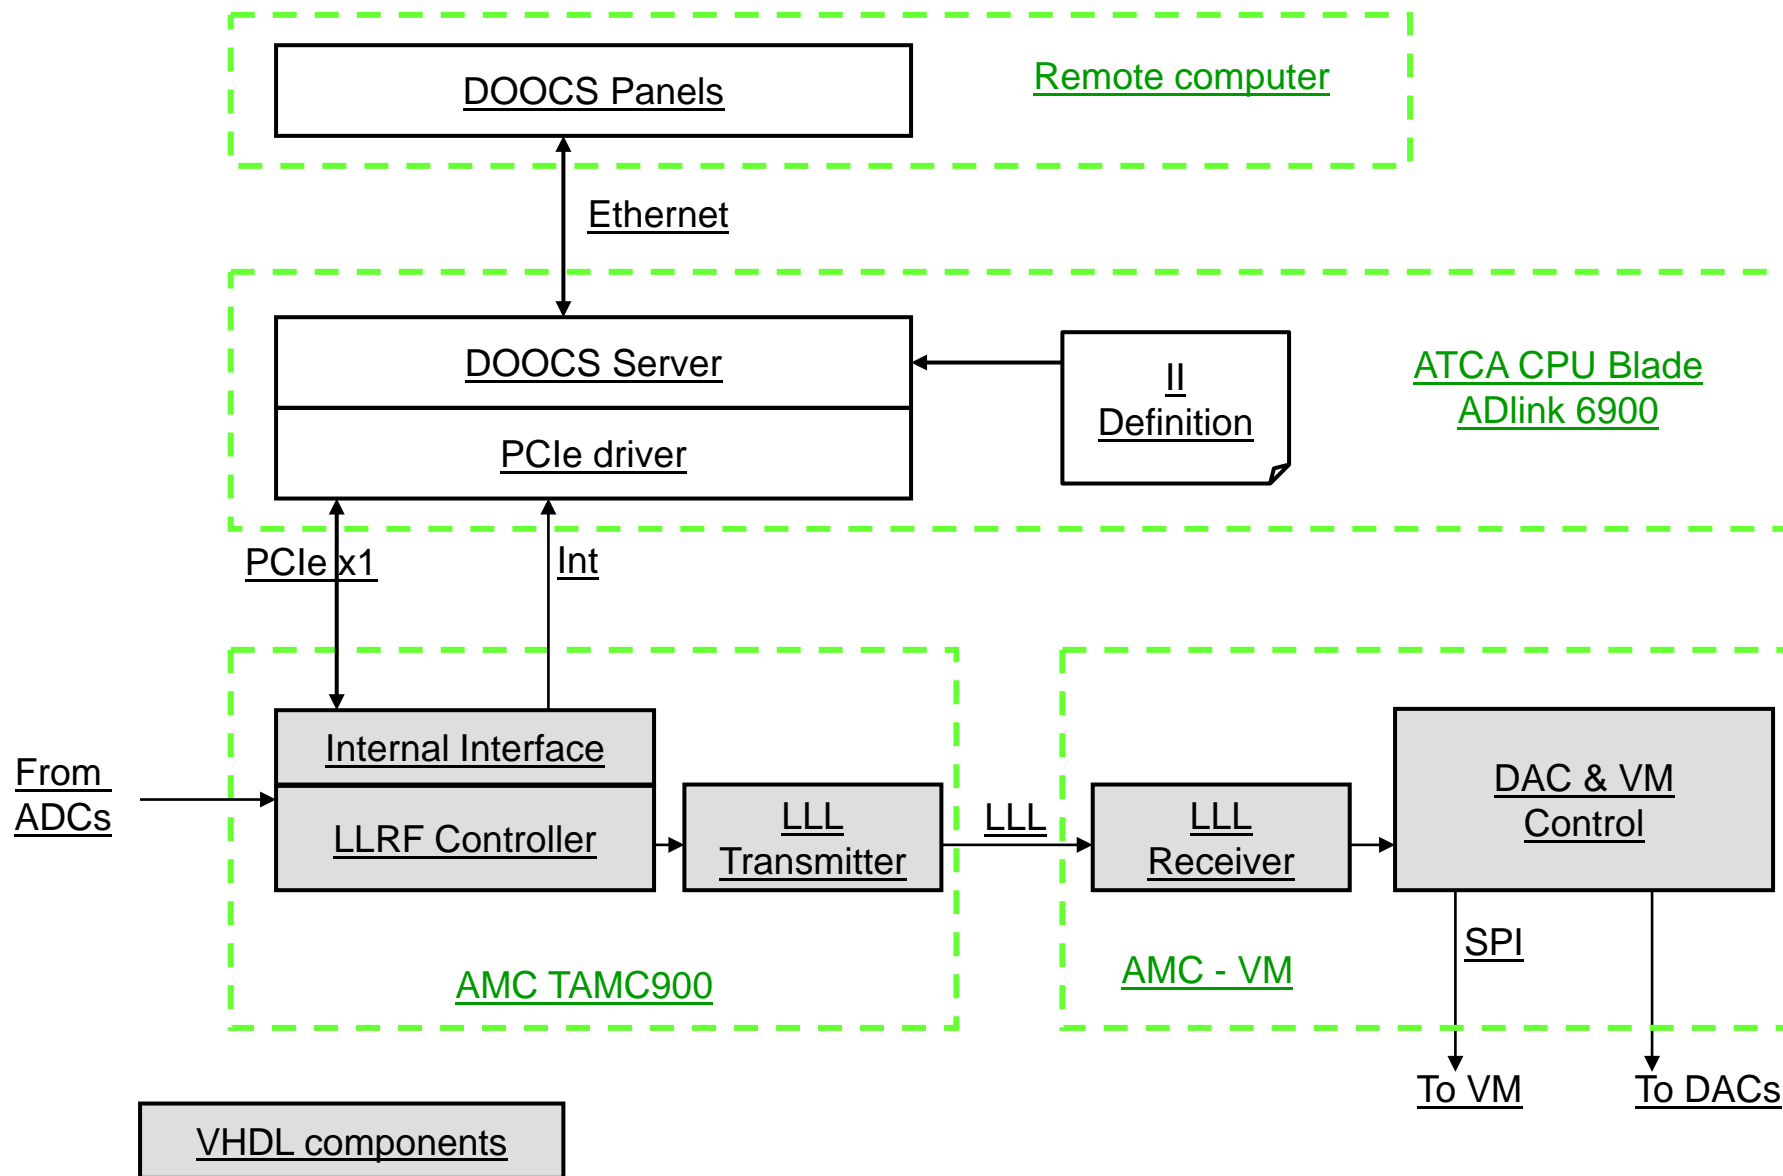 DOOCS Panels
Remote computer
Ethernet
DOOCS Server
PCIe driver
II
Definition
ATCA CPU Blade
ADlink 6900
PCIe x1
Int
From
ADCs
Internal Interface
LLRF Controller
LLL
Transmitter
LLL
LLL
Receiver
DAC & VM
Control
AMC TAMC900
AMC - VM
SPI
To VM
To DACs
VHDL components